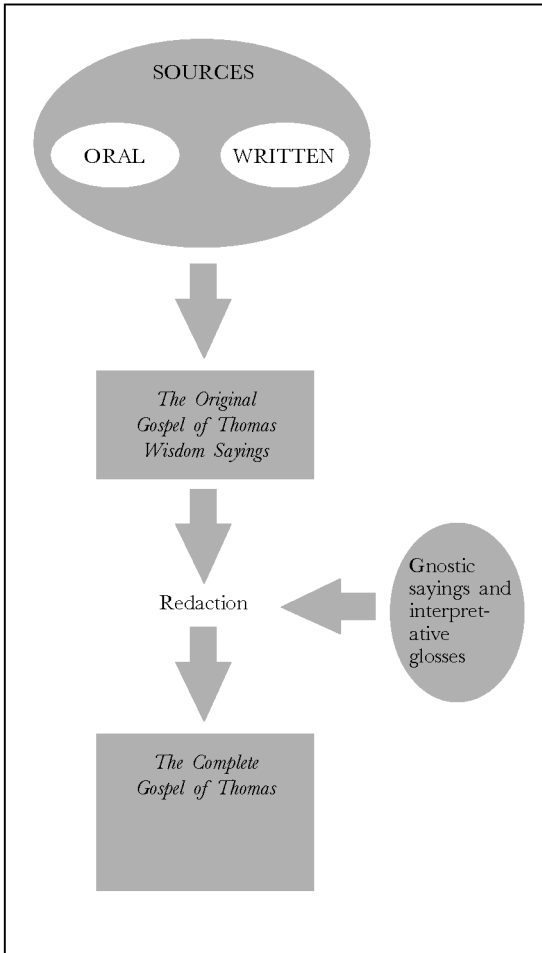 SOURCES
ORAL
WRITTEN
The Original
Gospel of Thomas
Wisdom Sayings
Redaction
Gnostic
sayings and
interpret-
ative
glosses
The Complete
Gospel of Thomas